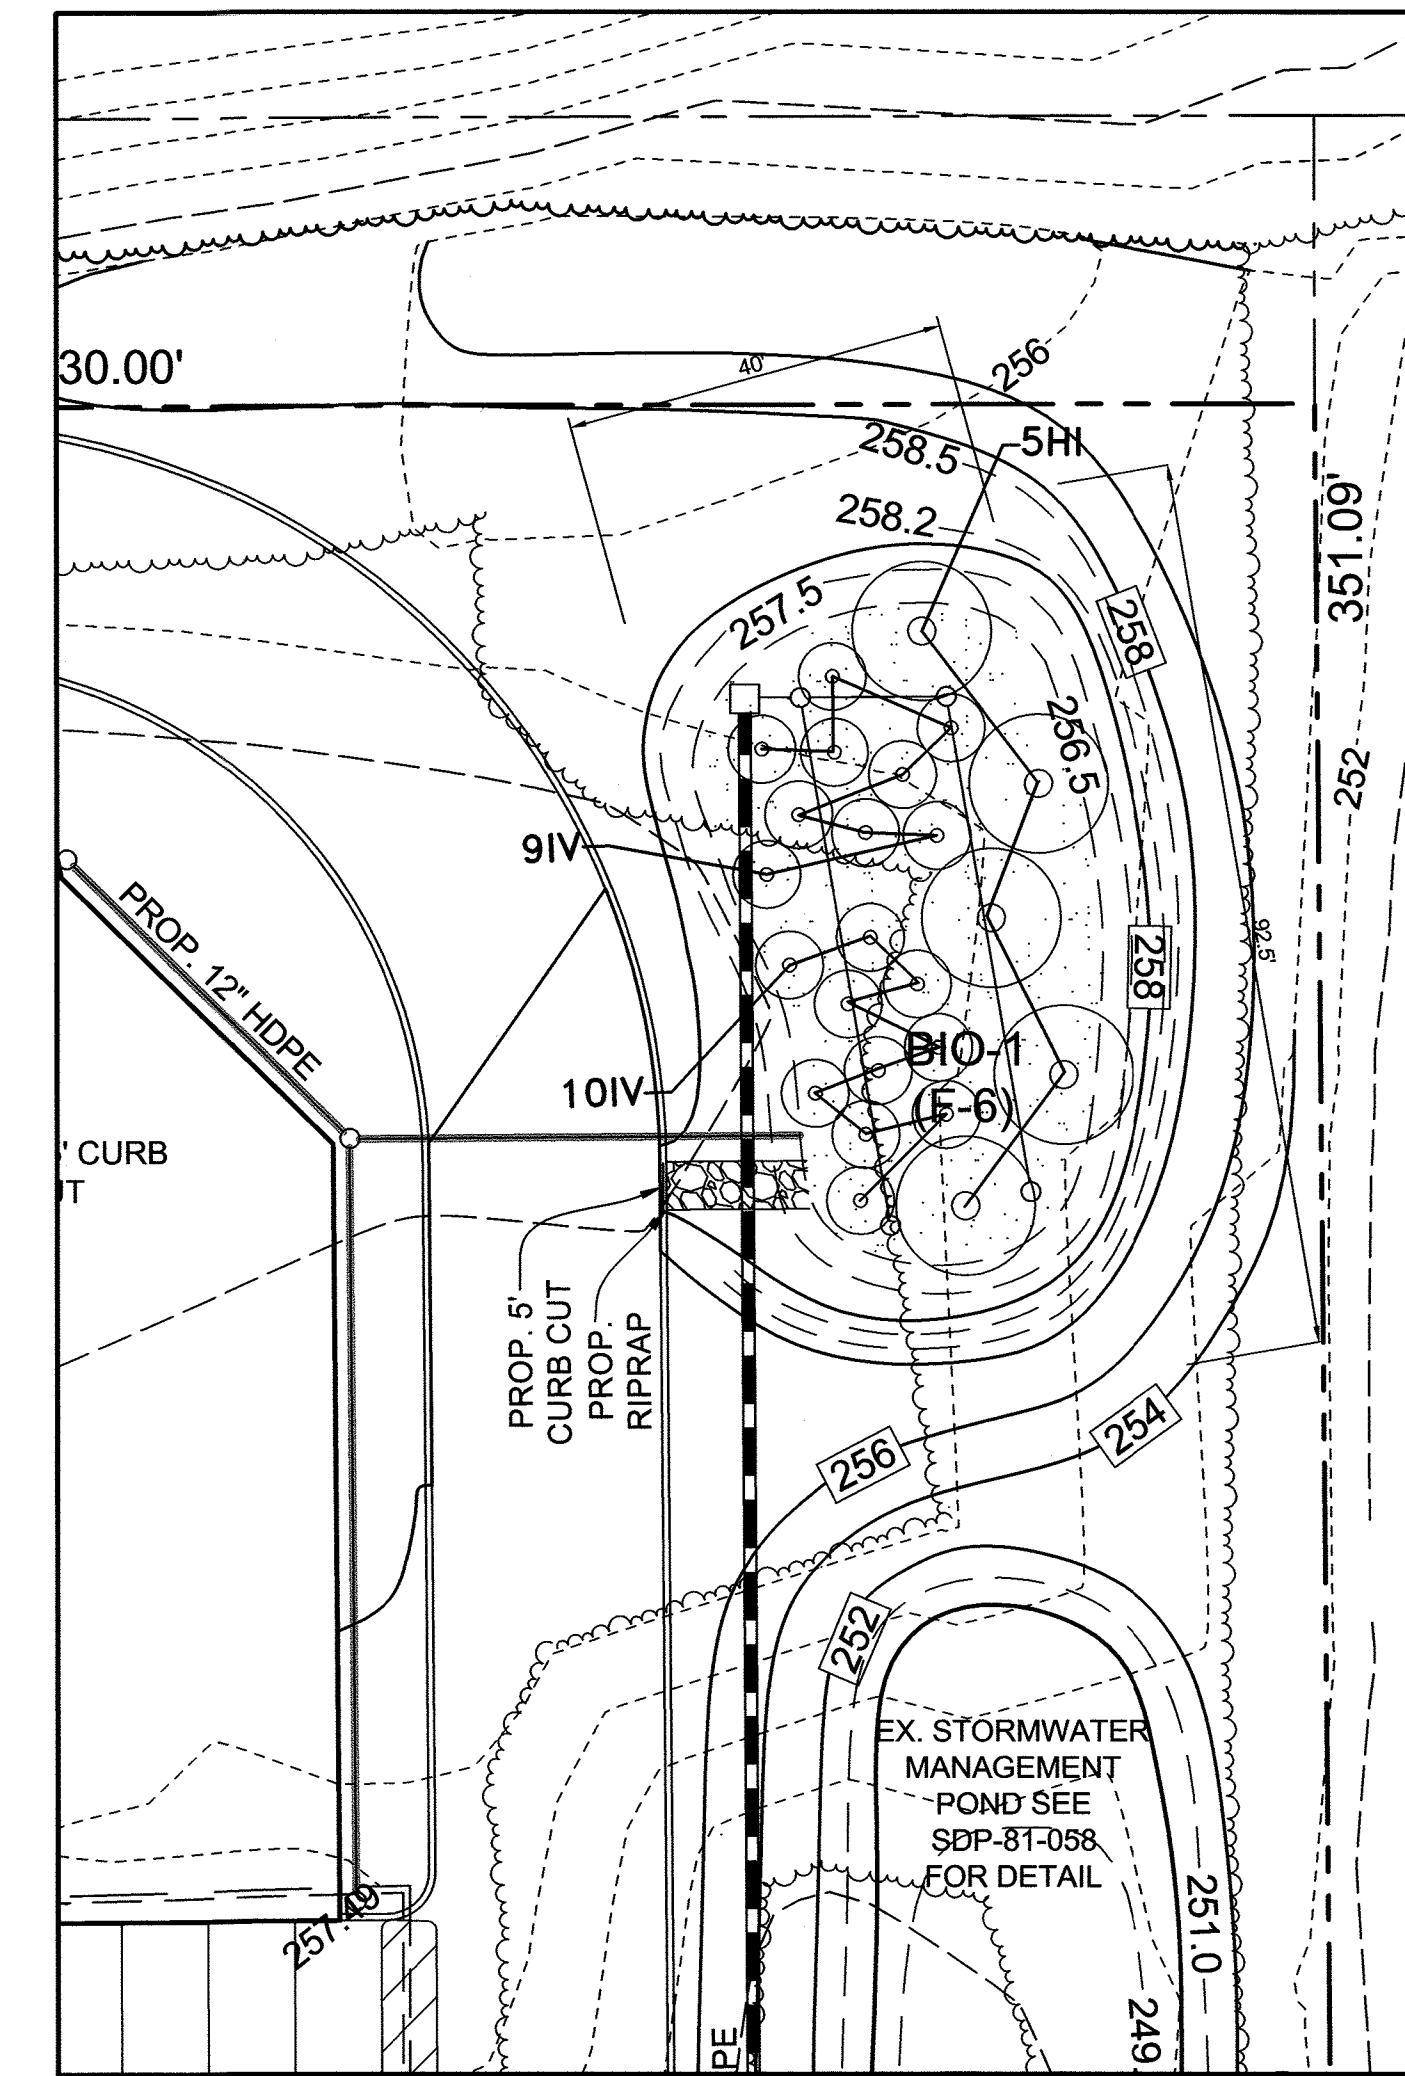 40'
256
30.00'
5HI
258.5
258.2
351.09'
257.5
258
256.5
252
9IV
PROP. 12" HDPE
92.5'
258
BIO-1
(F-6)
10IV
' CURB
PROP. 5'
CURB CUT
PROP.
RIPRAP
254
256
252
EX. STORMWATER
MANAGEMENT
POND SEE
SDP-81-058
FOR DETAIL
257.49
251.0
249.
PE